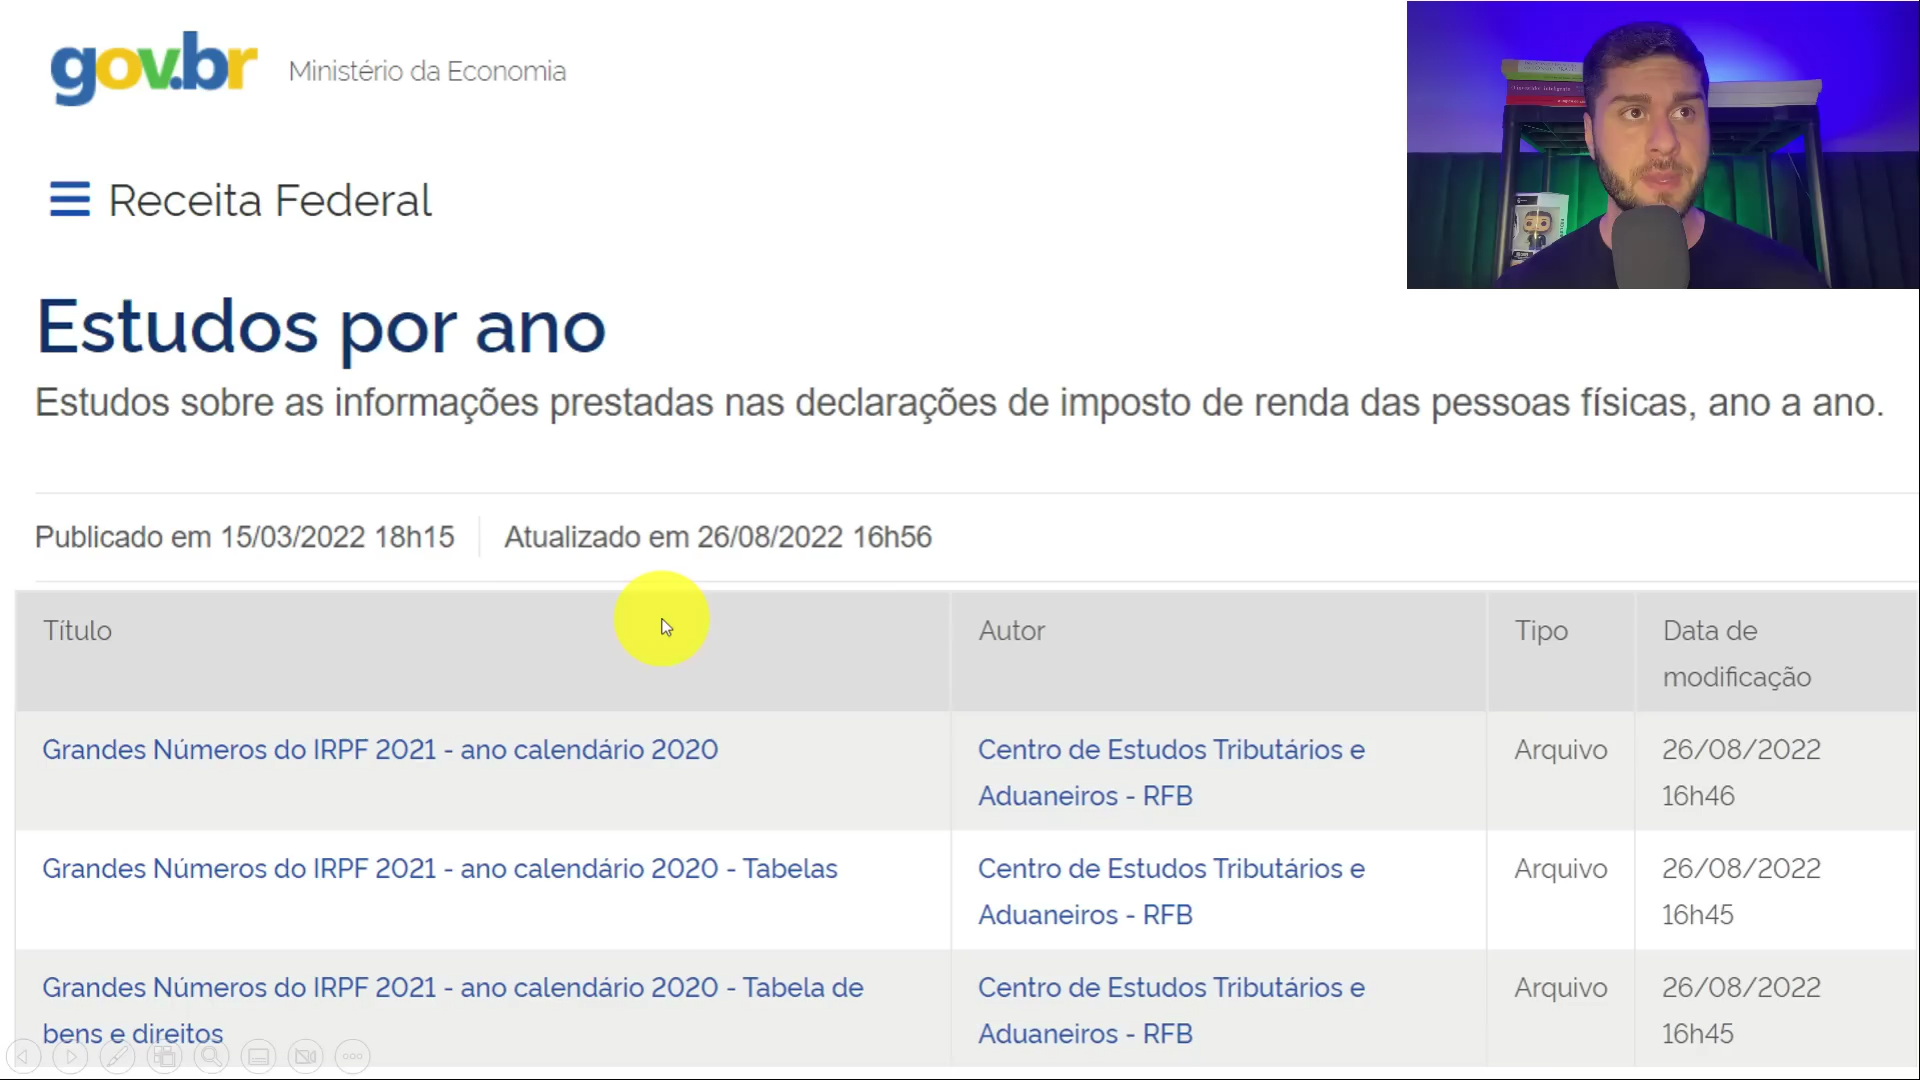 gov.br
Ministério da Economia
Receita Federal
Estudos por ano
Estudos sobre as informações prestadas nas declarações de imposto de renda das pessoas físicas, ano a ano.
Publicado em 15/03/2022 18h15
Atualizado em 26/08/2022 16h56
Título
Autor
Tipo
Data de
modificação
Grandes Números do IRPF 2021 - ano calendário 2020
Centro de Estudos Tributários e
Aduaneiros - RFB
Arquivo
26/08/2022
16h46
Grandes Números do IRPF 2021 - ano calendário 2020 - Tabelas
Centro de Estudos Tributários e
Aduaneiros - RFB
Arquivo
26/08/2022
16h45
Grandes Números do IRPF 2021 - ano calendário 2020 - Tabela de
bens e direitos
Centro de Estudos Tributários e
Aduaneiros - RFB
Arquivo
26/08/2022
16h45